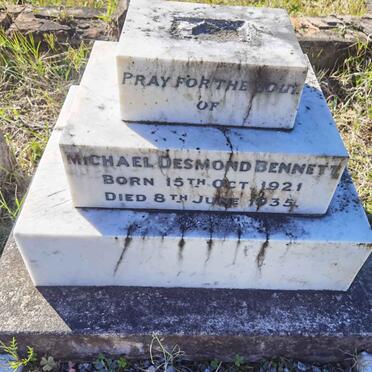 PRAY FOR THE SOUL
OF
MICHAEL DESMOND BENNETT
BORN 15TH OCT. 1921
DIED 8TH JUNE 1935.